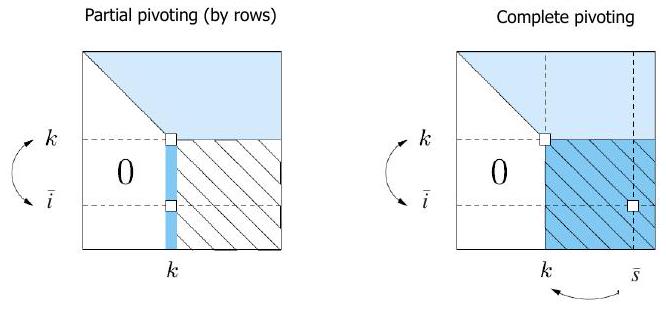 Partial pivoting (by rows)
k
0
i̅
k
Complete pivoting
k
0
i̅
k
s̅